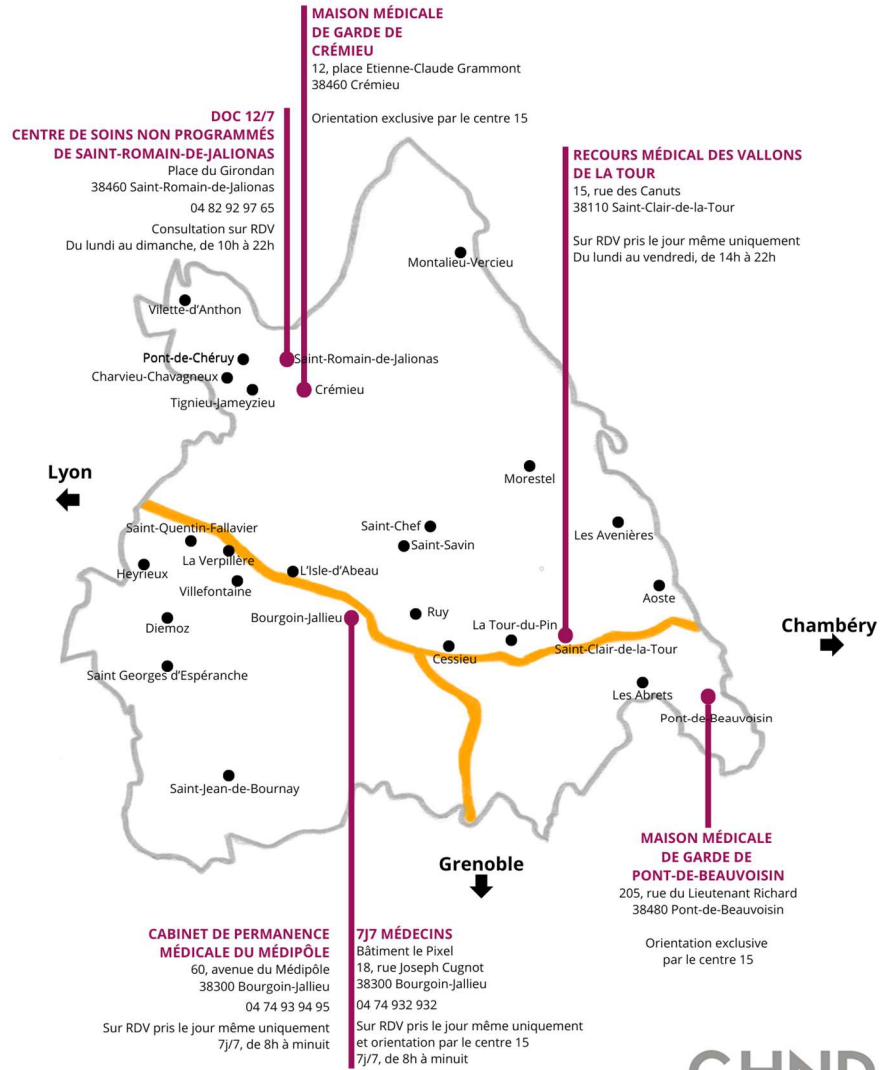 MAISON MÉDICALE
DE GARDE DE
CRÉMIEU
12, place Etienne-Claude Grammont
38460 Crémieu
Orientation exclusive par le centre 15
DOC 12/7
CENTRE DE SOINS NON PROGRAMMÉS
DE SAINT-ROMAIN-DE-JALIONAS
Place du Girondan
38460 Saint-Romain-de-Jalionas
04 82 92 97 65
Consultation sur RDV
Du lundi au dimanche, de 10h à 22h
RECOURS MÉDICAL DES VALLONS
DE LA TOUR
15, rue des Canuts
38110 Saint-Clair-de-la-Tour
Sur RDV pris le jour même uniquement
Du lundi au vendredi, de 14h à 22h
Montalieu-Vercieu
Vilette-d'Anthon
Pont-de-Chéruy
Saint-Romain-de-Jalionas
Charvieu-Chavagneux
Crémieu
Tignieu-Jameyzieu
Lyon
Morestel
Saint-Quentin-Fallavier
Saint-Chef
Les Avenières
Saint-Savin
La Verpilière
Heyrieux
L'Isle-d'Abeau
Villefontaine
Aoste
Bourgoin-Jallieu
Ruy
Diemoz
La Tour-du-Pin
Chambéry
Saint-Clair-de-la-Tour
Cessieu
Saint Georges d'Espéranche
Les Abrets
Pont-de-Beauvoisin
Saint-Jean-de-Bournay
Grenoble
MAISON MÉDICALE
DE GARDE DE
PONT-DE-BEAUVOISIN
205, rue du Lieutenant Richard
38480 Pont-de-Beauvoisin
Orientation exclusive
par le centre 15
CABINET DE PERMANENCE
MÉDICALE DU MÉDIPÔLE
60, avenue du Médipôle
38300 Bourgoin-Jallieu
04 74 93 94 95
Sur RDV pris le jour même uniquement
7j/7, de 8h à minuit
7J7 MÉDECINS
Bâtiment le Pixel
18, rue Joseph Cugnot
38300 Bourgoin-Jallieu
04 74 932 932
Sur RDV pris le jour même uniquement
et orientation par le centre 15
7j/7, de 8h à minuit